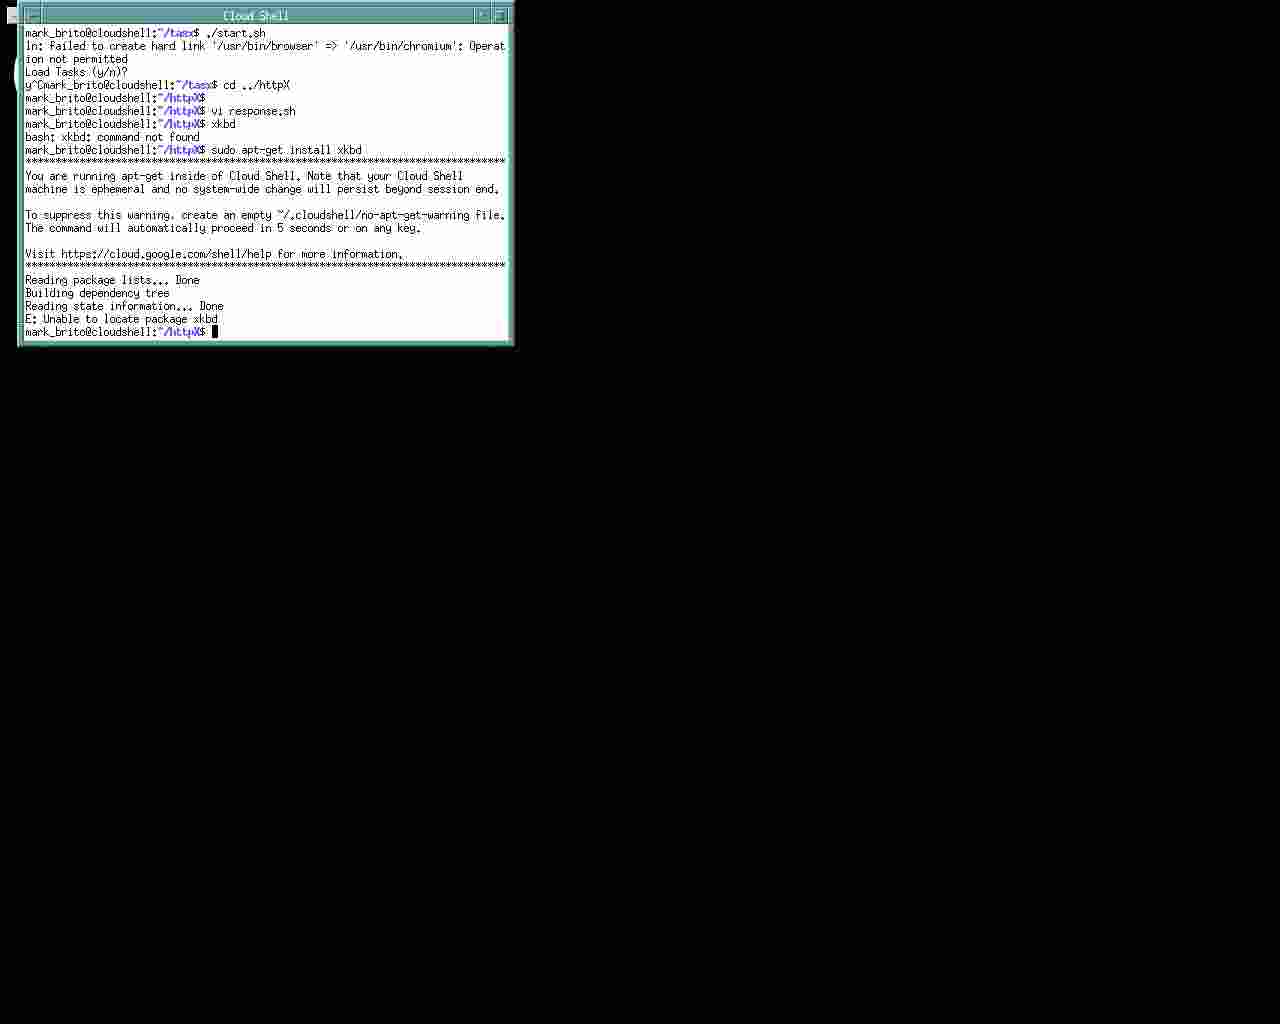 Cloud Shell
mark_brito@cloudshell:~/tasx$ ./start.sh
ln: failed to create hard link '/usr/bin/browser' => '/usr/bin/chromium': Operat
ion not permitted
Load Tasks (y/n)?
y^Cmark_brito@cloudshell:~/tasx$ cd ../httpX
mark_brito@cloudshell:~/httpX$
mark_brito@cloudshell:~/httpX$ vi response.sh
mark_brito@cloudshell:~/httpX$ xkbd
bash: xkbd: command not found
mark_brito@cloudshell:~/httpX$ sudo apt-get install xkbd
********************************************************************************
You are running apt-get inside of Cloud Shell. Note that your Cloud Shell
machine is ephemeral and no system-wide change will persist beyond session end.
To suppress this warning, create an empty ~/.cloudshell/no-apt-get-warning file.
The command will automatically proceed in 5 seconds or on any key.
Visit https://cloud.google.com/shell/help for more information.
********************************************************************************
Reading package lists... Done
Building dependency tree
Reading state information... Done
E: Unable to locate package xkbd
mark_brito@cloudshell:~/httpX$